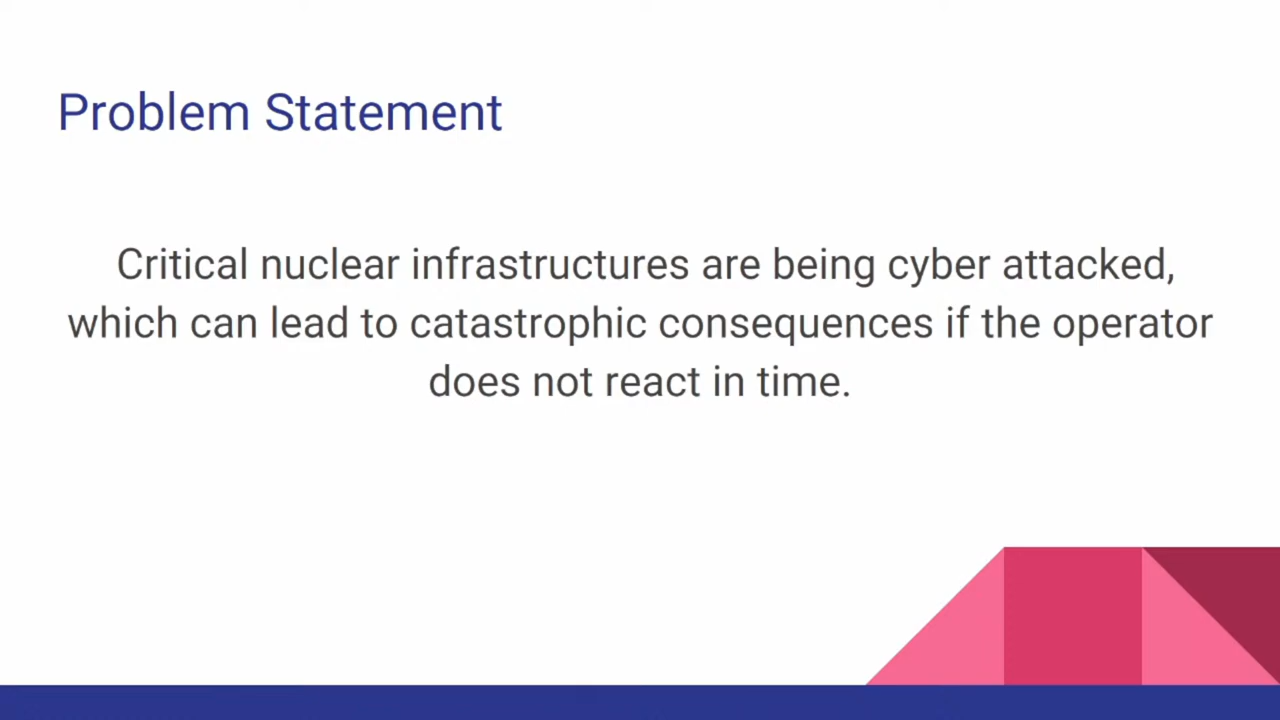 Problem Statement
Critical nuclear infrastructures are being cyber attacked,
which can lead to catastrophic consequences if the operator
does not react in time.